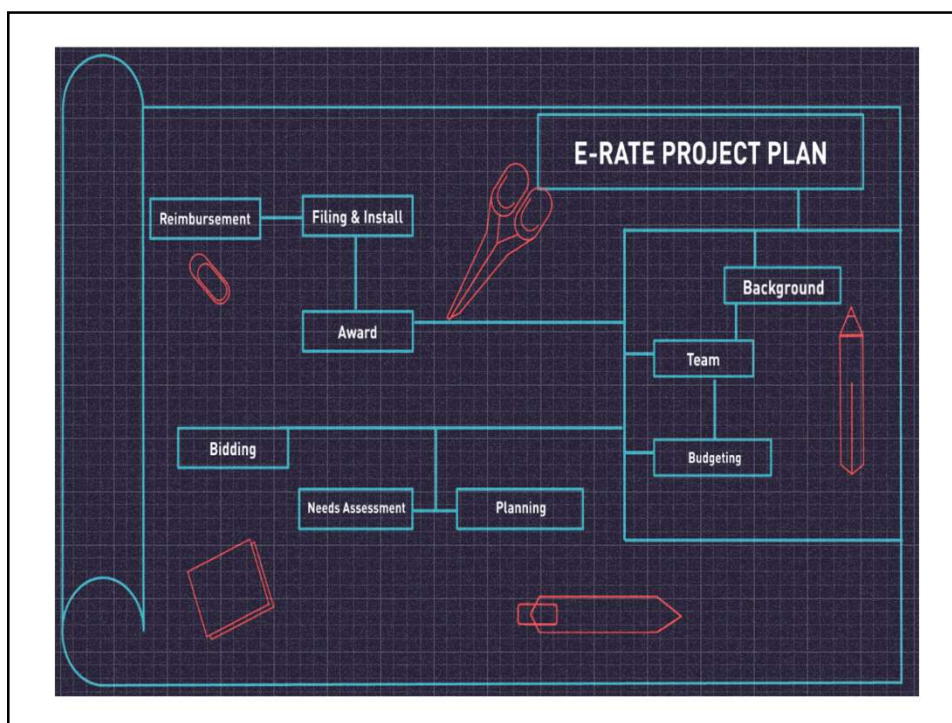 E-RATE PROJECT PLAN
Reimbursement
Filing & Install
Background
Award
Team
Bidding
Budgeting
Needs Assessment
Planning